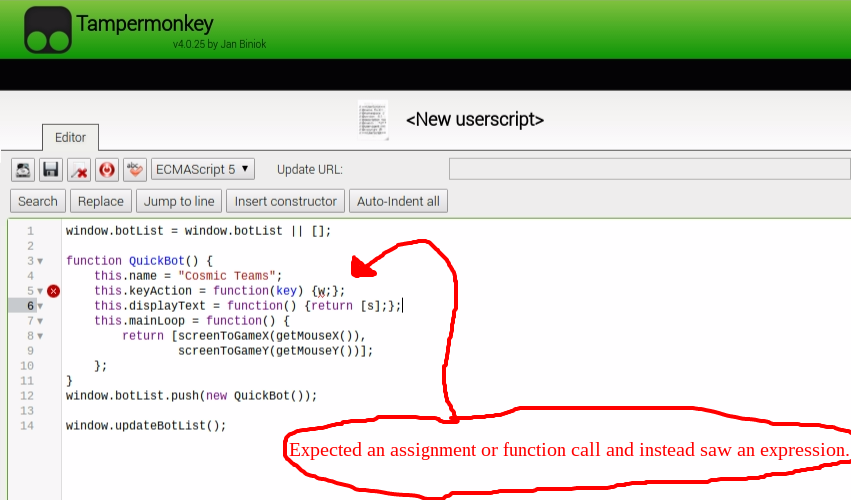 Tampermonkey
v4.0.25 by Jan Biniok
<New userscript>
Editor
ECMAScript 5 ▼ Update URL:
Search Replace Jump to line Insert constructor Auto-Indent all
1 window.botList = window.botList || [];
2
3 function QuickBot() {
4     this.name = "Cosmic Teams";
5     this.keyAction = function(key) {w;};
6     this.displayText = function() {return [s];};
7     this.mainLoop = function() {
8         return [screenToGameX(getMouseX()),
9                 screenToGameY(getMouseY())];
10     };
11 }
12 window.botList.push(new QuickBot());
13
14 window.updateBotList();
Expected an assignment or function call and instead saw an expression.